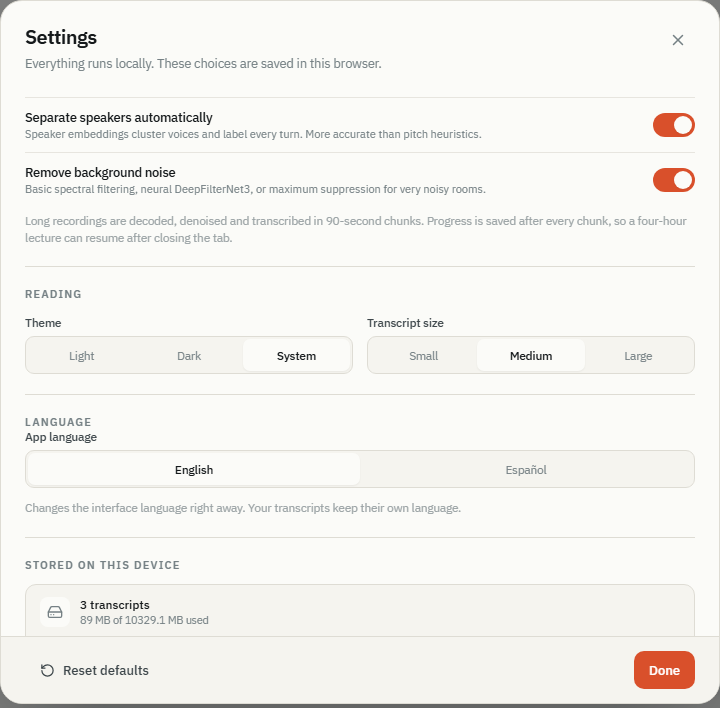 Settings
Everything runs locally. These choices are saved in this browser.
Separate speakers automatically
Speaker embeddings cluster voices and label every turn. More accurate than pitch heuristics.
Remove background noise
Basic spectral filtering, neural DeepFilterNet3, or maximum suppression for very noisy rooms.
Long recordings are decoded, denoised and transcribed in 90-second chunks. Progress is saved after every chunk, so a four-hour
lecture can resume after closing the tab.
READING
Theme
Light Dark System
Transcript size
Small Medium Large
LANGUAGE
App language
English Español
Changes the interface language right away. Your transcripts keep their own language.
STORED ON THIS DEVICE
3 transcripts
89 MB of 10329.1 MB used
Reset defaults
Done